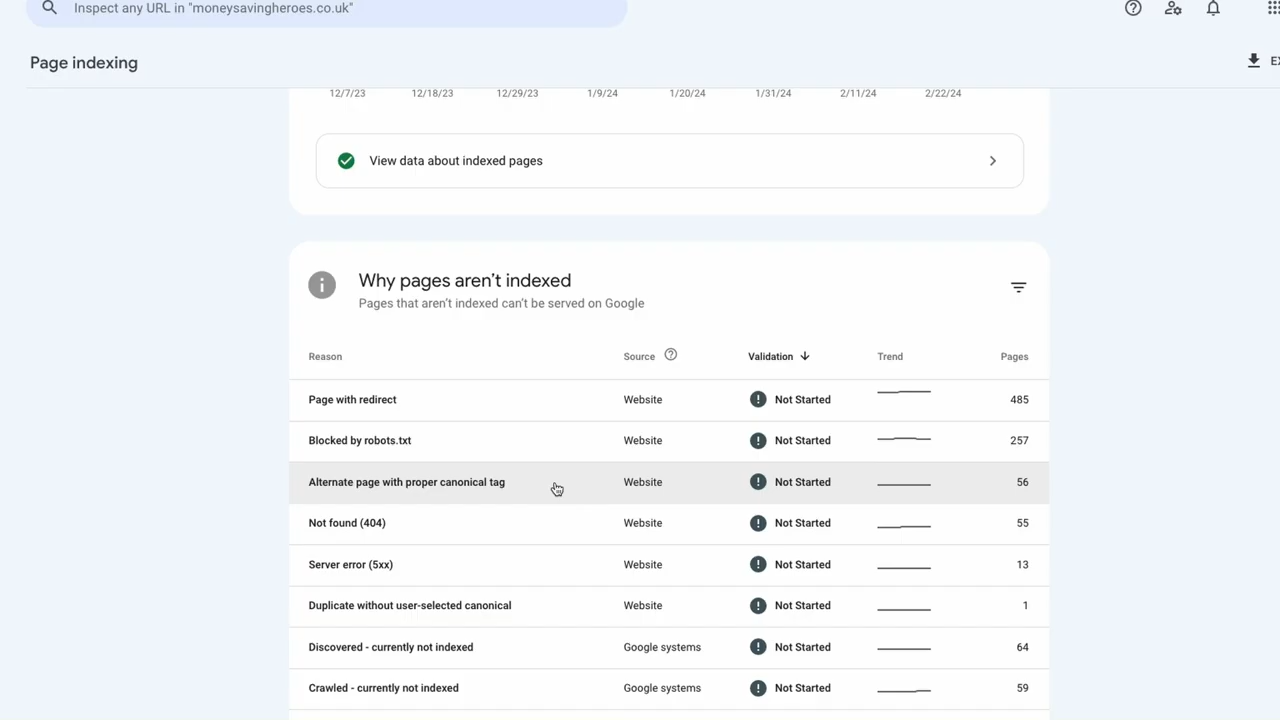 Inspect any URL in "moneysavingheroes.co.uk"
Page indexing
12/7/23 12/18/23 12/29/23 1/9/24 1/20/24 1/31/24 2/11/24 2/22/24
View data about indexed pages
Why pages aren't indexed
Pages that aren't indexed can't be served on Google
Reason Source Validation Trend Pages
Page with redirect Website Not Started 485
Blocked by robots.txt Website Not Started 257
Alternate page with proper canonical tag Website Not Started 56
Not found (404) Website Not Started 55
Server error (5xx) Website Not Started 13
Duplicate without user-selected canonical Website Not Started 1
Discovered - currently not indexed Google systems Not Started 64
Crawled - currently not indexed Google systems Not Started 59